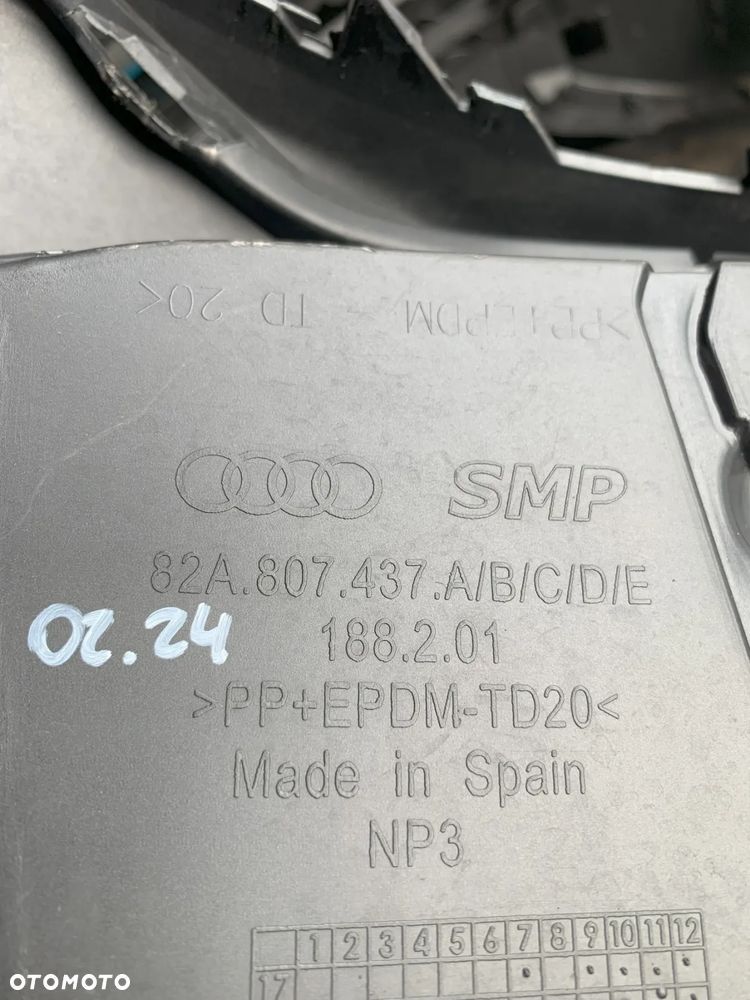 >PP+EPDM - TD 20<
SMP
82A.807.437.A/B/C/D/E
02.24
188.2.01
>PP+EPDM-TD20<
Made in Spain
NP3
1 2 3 4 5 6 7 8 9 10 11 12
17
OTOMOTO